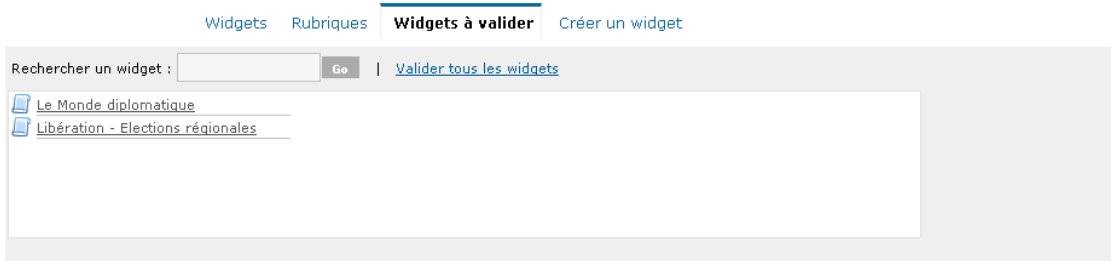 Widgets Rubriques Widgets à valider Créer un widget
Rechercher un widget : Go | Valider tous les widgets
Le Monde diplomatique
Libération - Elections régionales